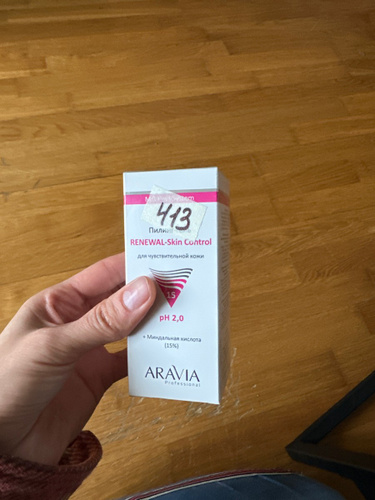 413
RENEWAL-Skin Control
для чувствительной кожи
pH 2,0
+ Миндальная кислота
(15%)
ARAVIA
Professional